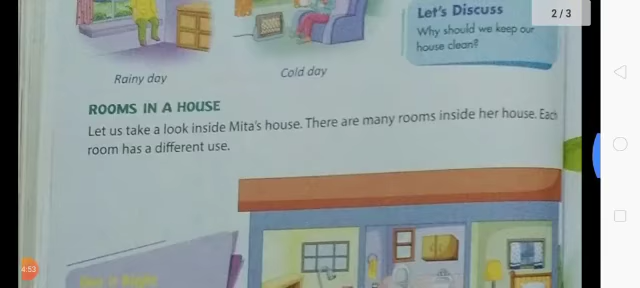 Let's Discuss
Why should we keep our
house clean?
2/3
Rainy day
Cold day
ROOMS IN A HOUSE
Let us take a look inside Mita's house. There are many rooms inside her house. Each
room has a different use.
4:53